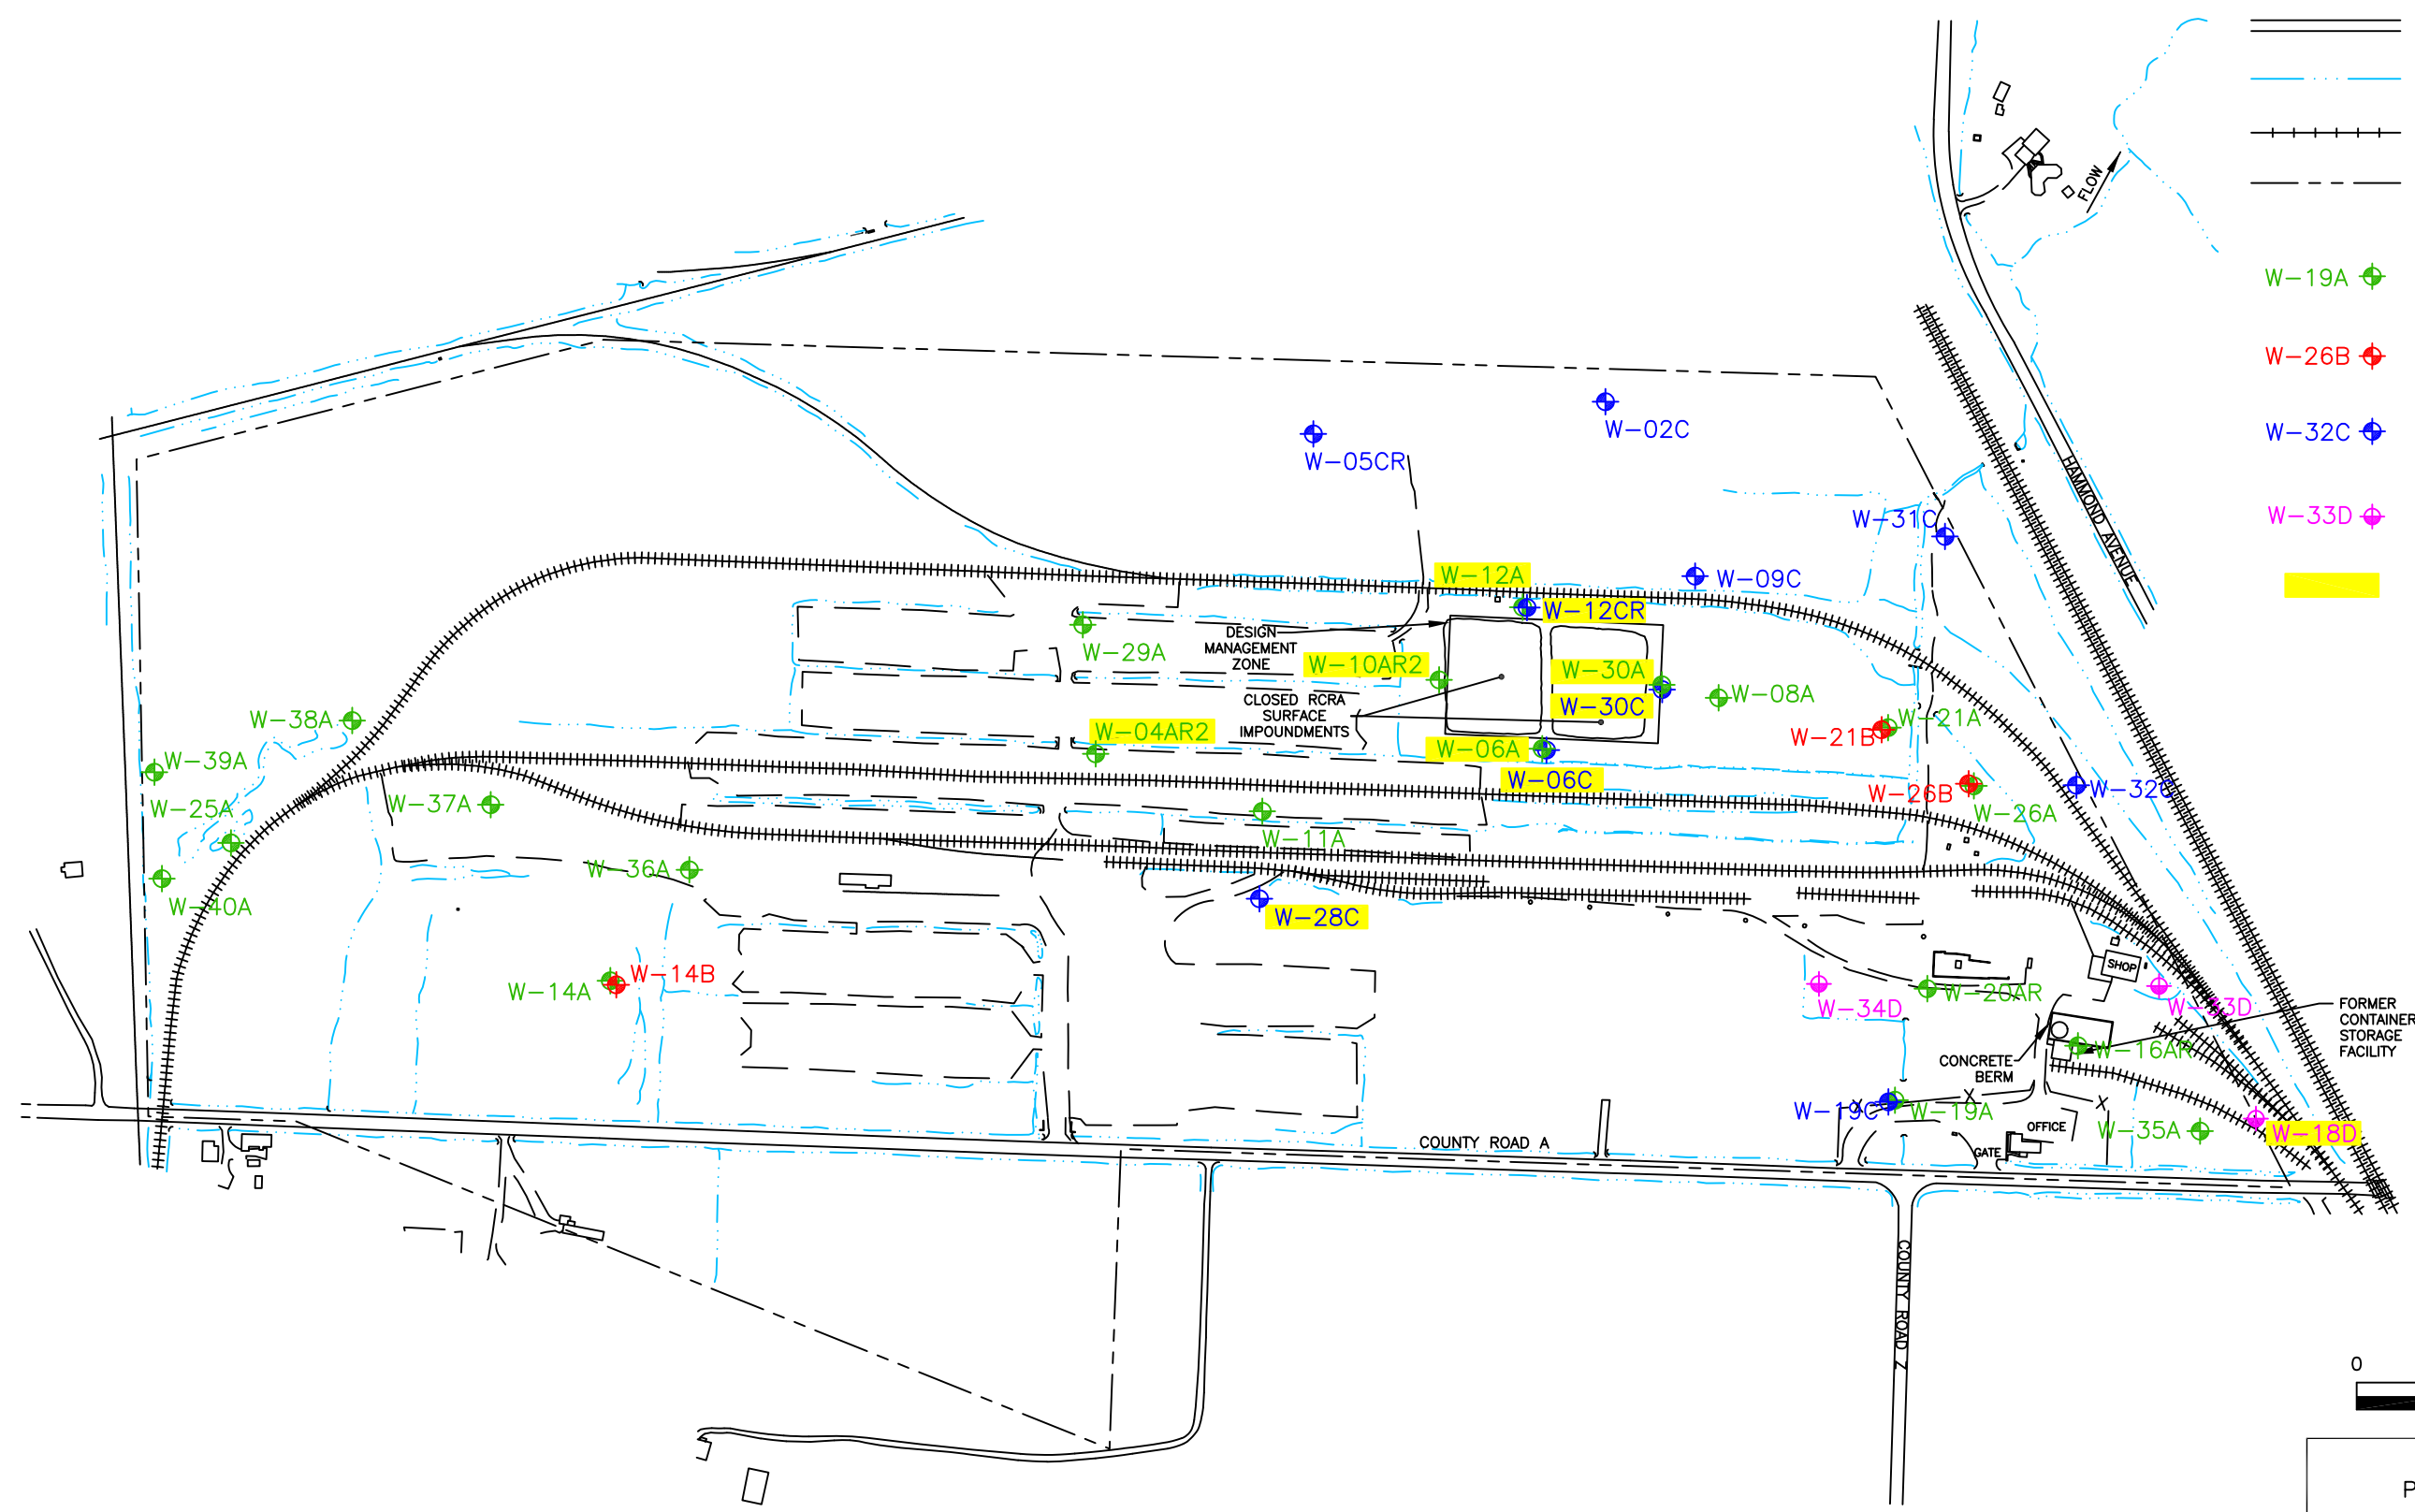 FLOW
W-19A
W-26B
W-32C
W-33D
HAMMOND AVENUE
W-02C
W-05CR
W-31C
W-12A
W-09C
W-12CR
DESIGN
MANAGEMENT
ZONE
W-29A
W-10AR2
W-30A
W-08A
W-30C
CLOSED RCRA
SURFACE
IMPOUNDMENTS
W-38A
W-04AR2
W-21A
W-21B
W-06A
W-06C
W-39A
W-25A
W-37A
W-26B
W-32C
W-26A
W-11A
W-36A
W-40A
W-28C
W-14B
W-14A
SHOP
W-34D
W-20AR
W-33D
FORMER
CONTAINER
STORAGE
FACILITY
W-16AR
CONCRETE
BERM
W-19C
X
X
X
W-19A
OFFICE
W-35A
W-18D
COUNTY ROAD A
GATE
COUNTY ROAD Z
0
P